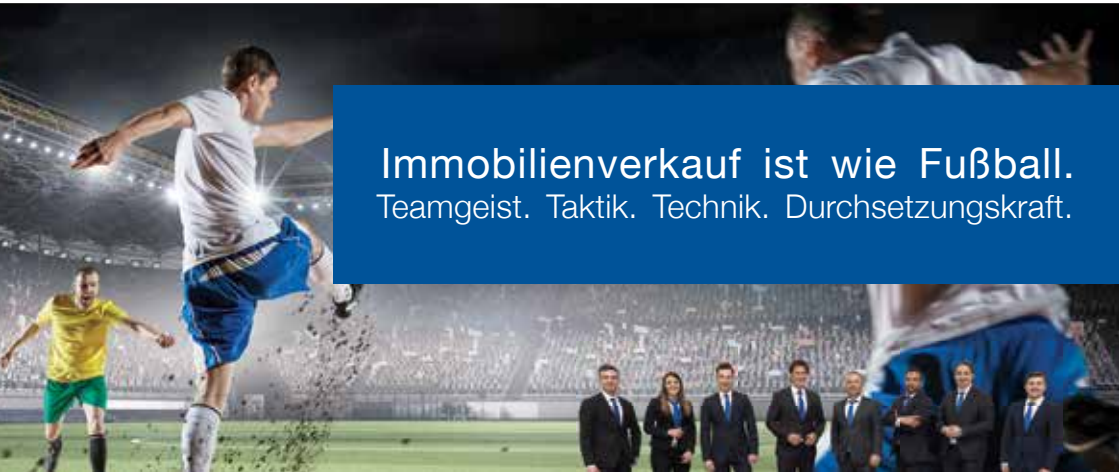 Immobilienverkauf ist wie Fußball.
Teamgeist. Taktik. Technik. Durchsetzungskraft.